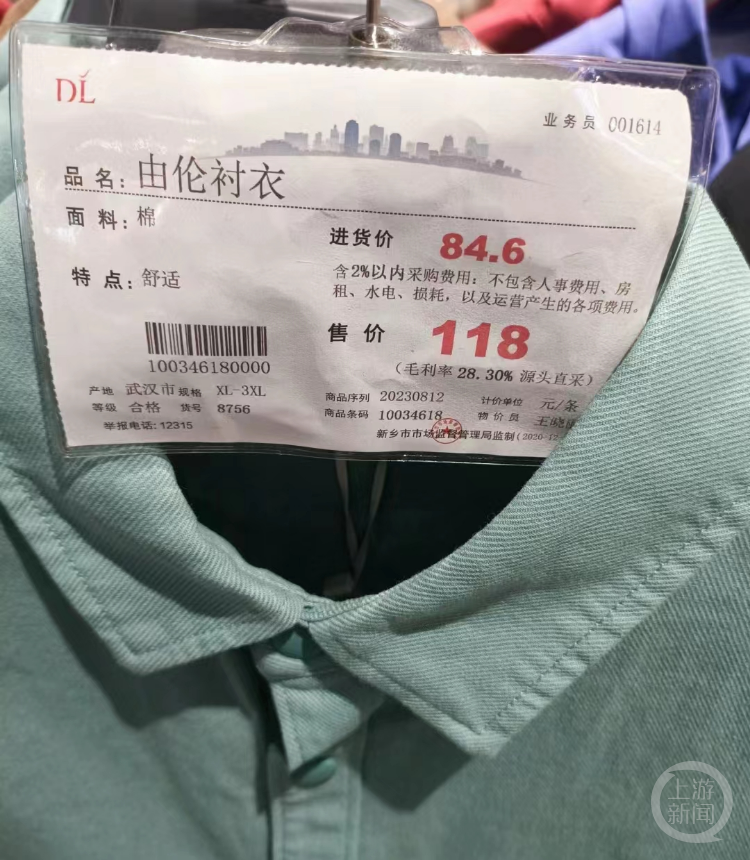 DL
业务员 001614
品名：由伦衬衣
面料：棉
进货价 84.6
特点：舒适
含2%以内采购费用：不包含人事费用、房
租、水电、损耗，以及运营产生的各项费用。
售价 118
（毛利率 28.30% 源头直采）
100346180000
产地 武汉市 规格 XL-3XL
等级 合格 货号 8756
举报电话：12315
商品序列 20230812 计价单位 元/条
商品条码 10034618 物价员 王晓
新乡市市场监督管理局监制（2020-12
上游新闻